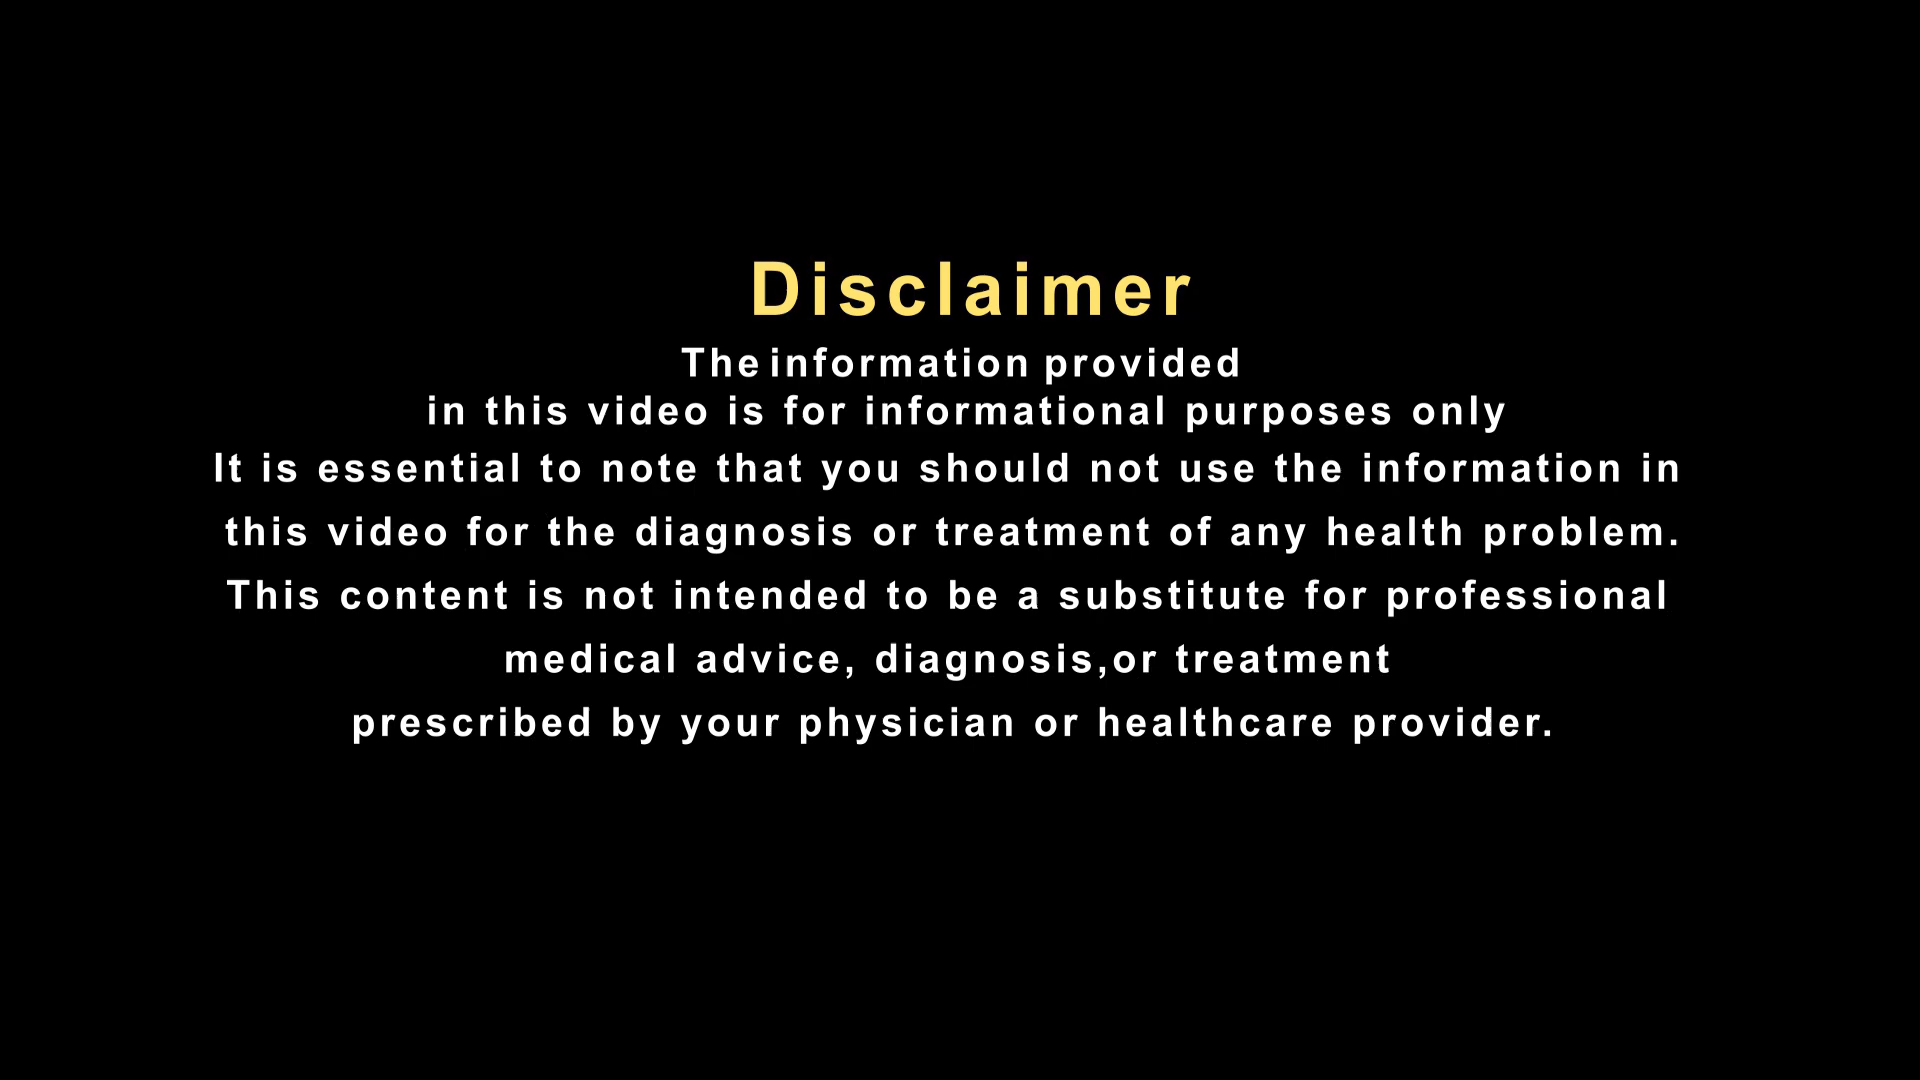 Disclaimer
The information provided
in this video is for informational purposes only
It is essential to note that you should not use the information in
this video for the diagnosis or treatment of any health problem.
This content is not intended to be a substitute for professional
medical advice, diagnosis,or treatment
prescribed by your physician or healthcare provider.